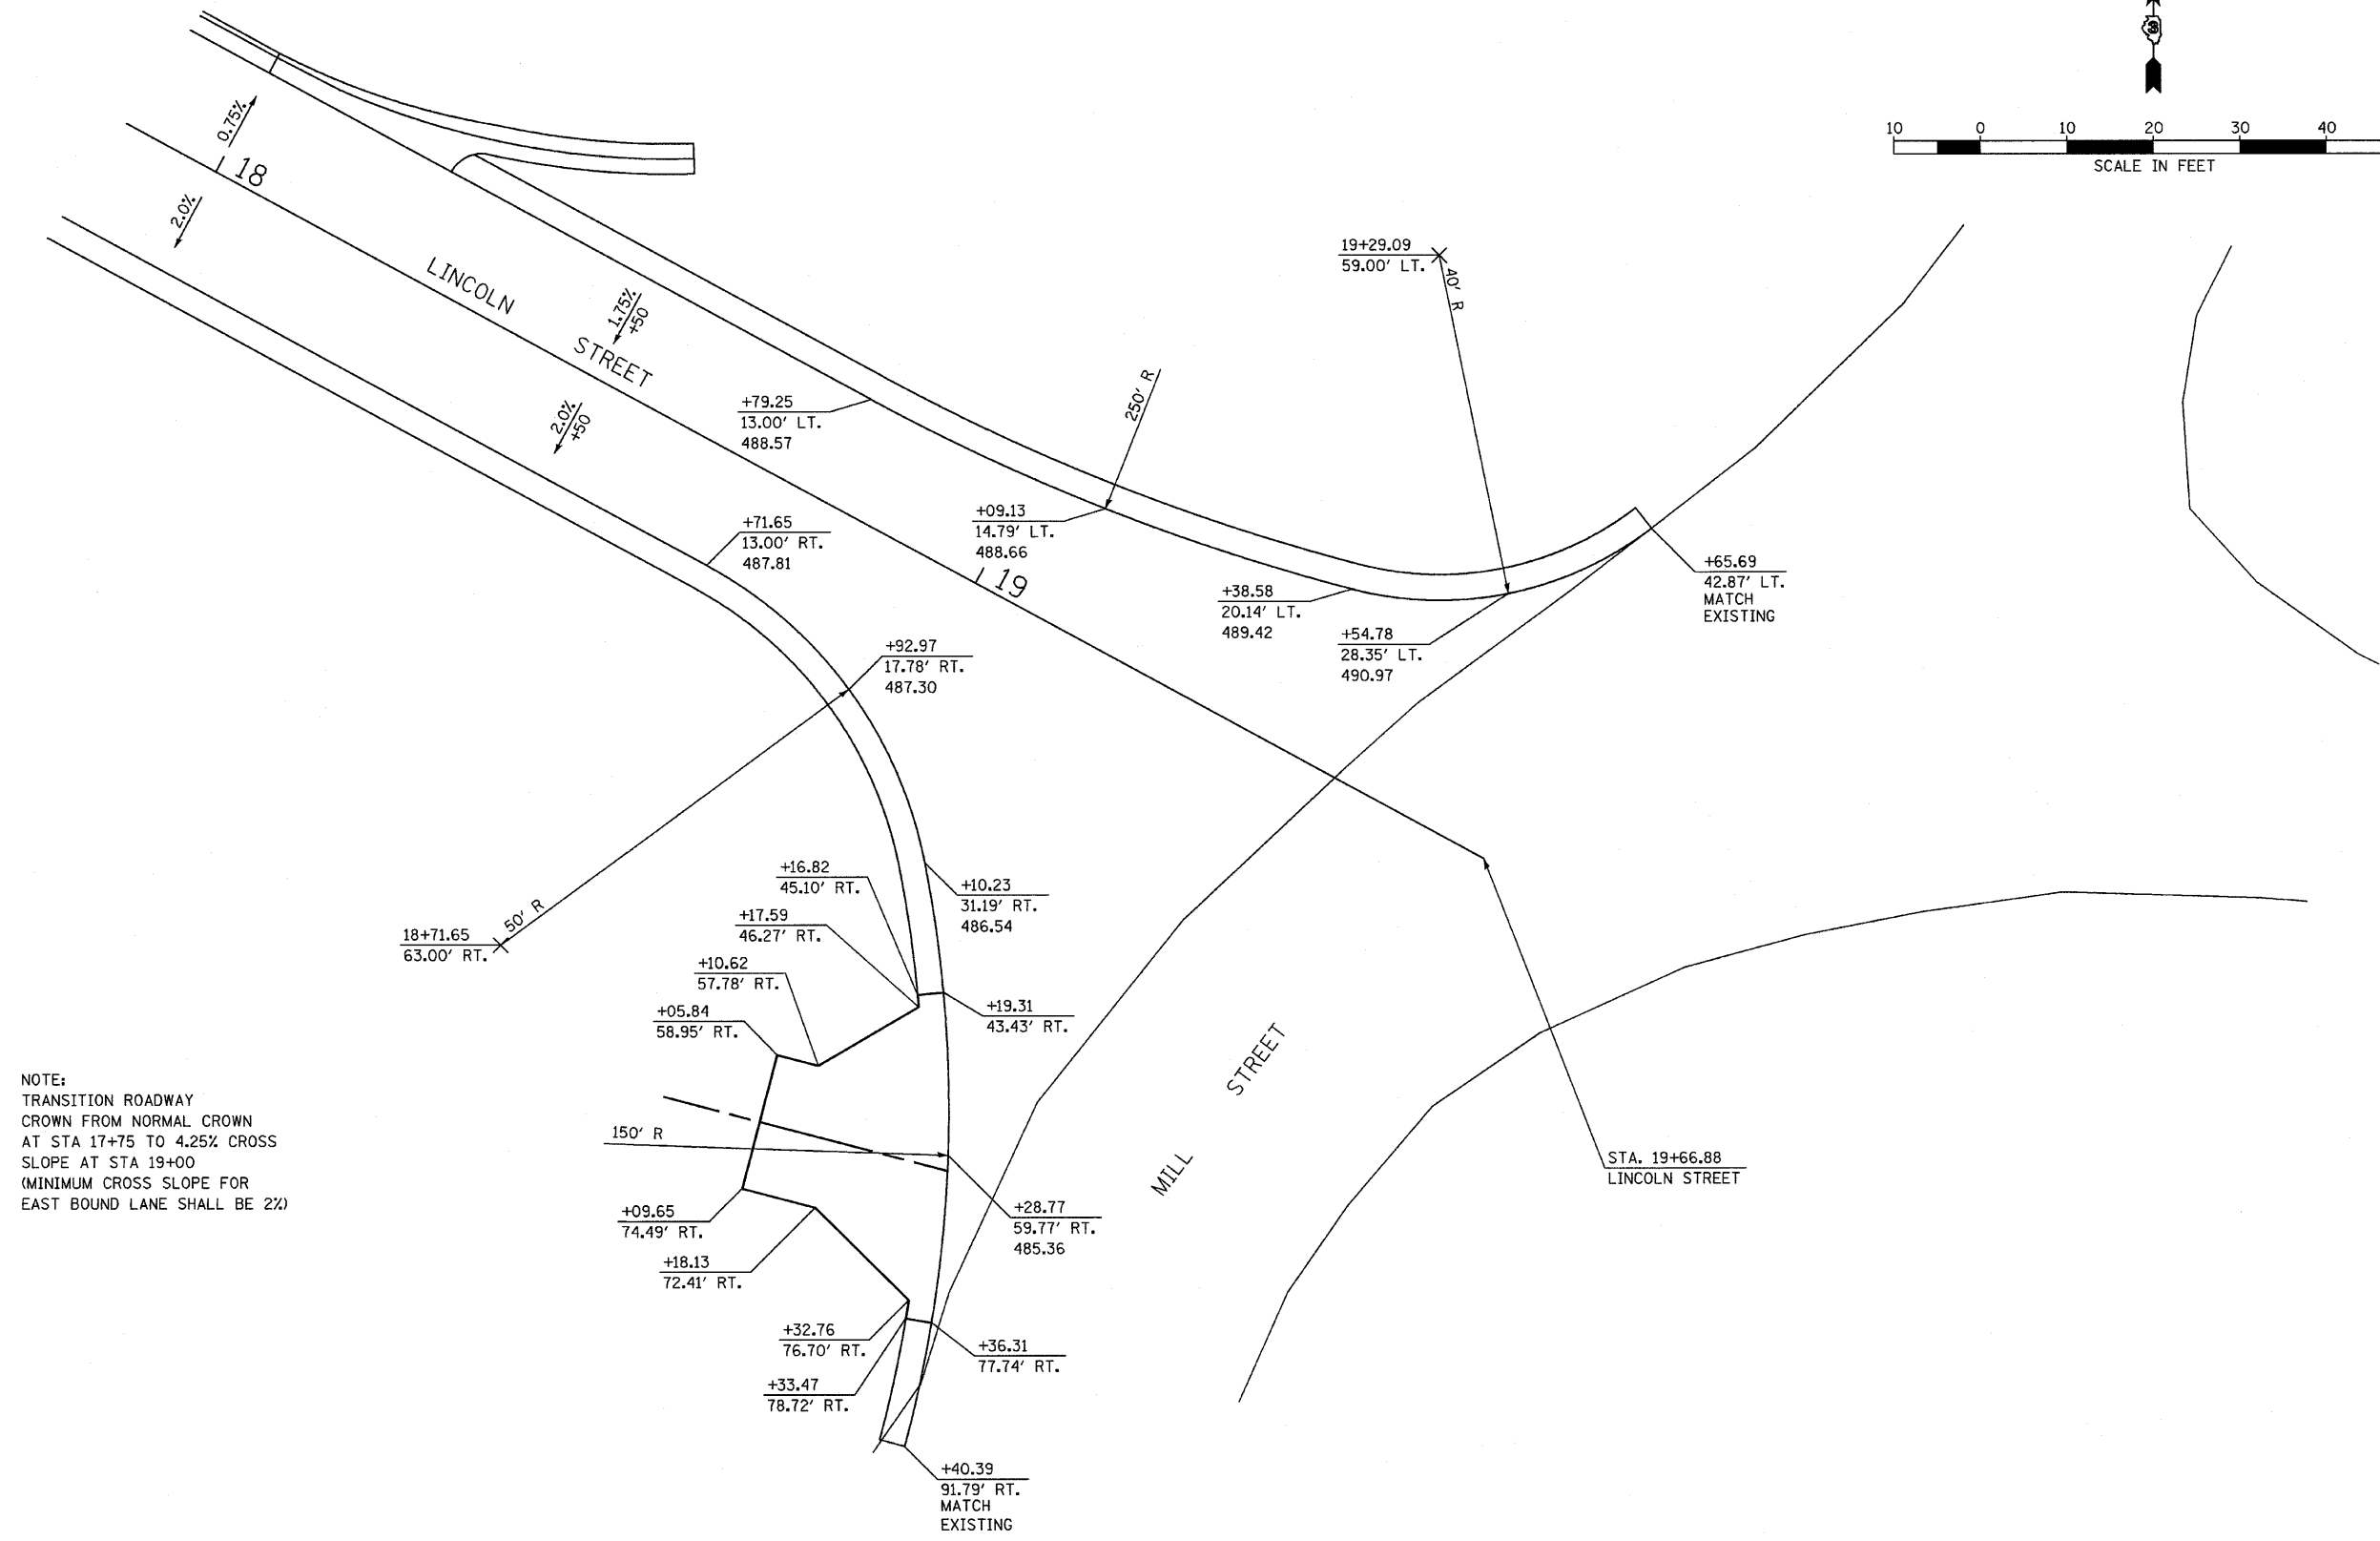 10 0 10 20 30 40
SCALE IN FEET
3
0.75%
18
2.0%
LINCOLN
STREET
1.75%
+50
2.0%
+50
19+29.09
59.00' LT.
40' R
250' R
+79.25
13.00' LT.
488.57
+09.13
14.79' LT.
488.66
+71.65
13.00' RT.
487.81
19
+38.58
20.14' LT.
489.42
+65.69
42.87' LT.
MATCH
EXISTING
+54.78
28.35' LT.
490.97
+92.97
17.78' RT.
487.30
50' R
18+71.65
63.00' RT.
+16.82
45.10' RT.
+10.23
31.19' RT.
486.54
+17.59
46.27' RT.
+10.62
57.78' RT.
+05.84
58.95' RT.
+19.31
43.43' RT.
MILL STREET
NOTE:
TRANSITION ROADWAY
CROWN FROM NORMAL CROWN
AT STA 17+75 TO 4.25% CROSS
SLOPE AT STA 19+00
(MINIMUM CROSS SLOPE FOR
EAST BOUND LANE SHALL BE 2%)
150' R
STA. 19+66.88
LINCOLN STREET
+09.65
74.49' RT.
+28.77
59.77' RT.
485.36
+18.13
72.41' RT.
+32.76
76.70' RT.
+36.31
77.74' RT.
+33.47
78.72' RT.
+40.39
91.79' RT.
MATCH
EXISTING